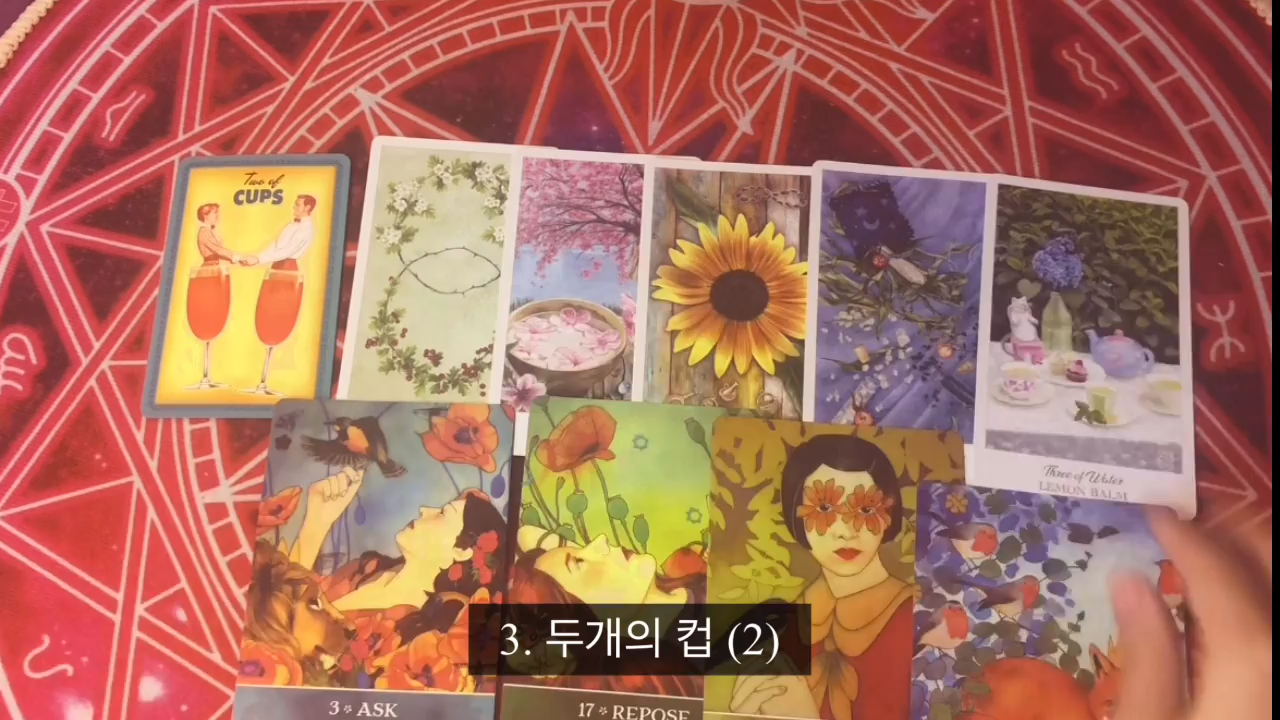 Two of
CUPS
Three of Water
LEMON BALM
3. 두개의 컵 (2)
3 ASK
17 REPOSE